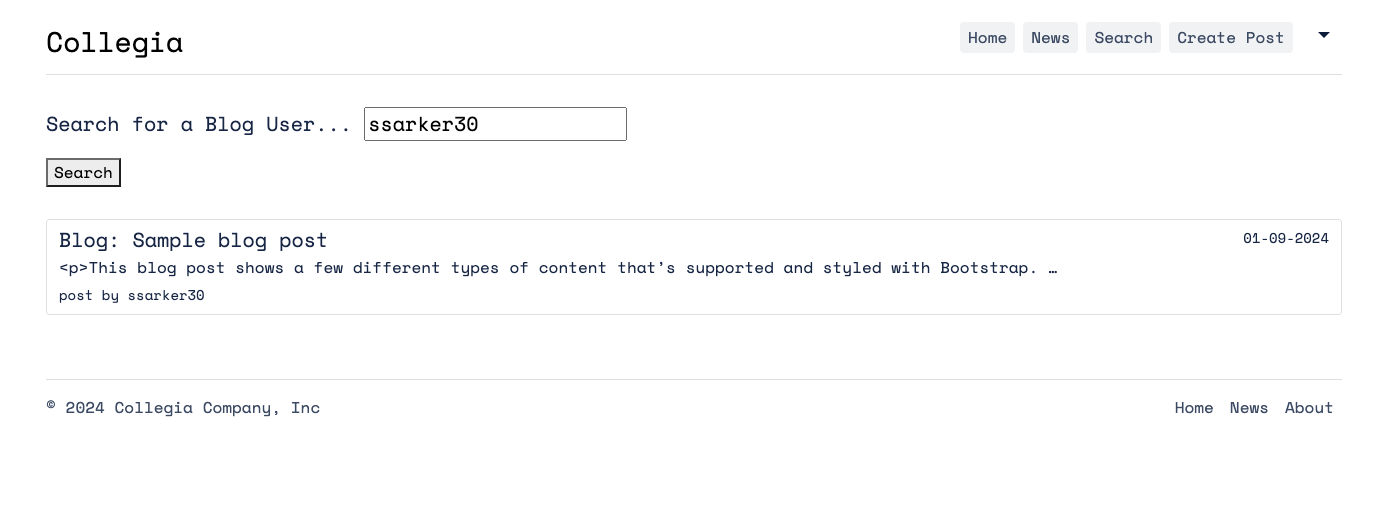 Collegia
Home News Search Create Post
Search for a Blog User... ssarker30
Search
Blog: Sample blog post 01-09-2024
<p>This blog post shows a few different types of content that’s supported and styled with Bootstrap. …
post by ssarker30
© 2024 Collegia Company, Inc
Home News About